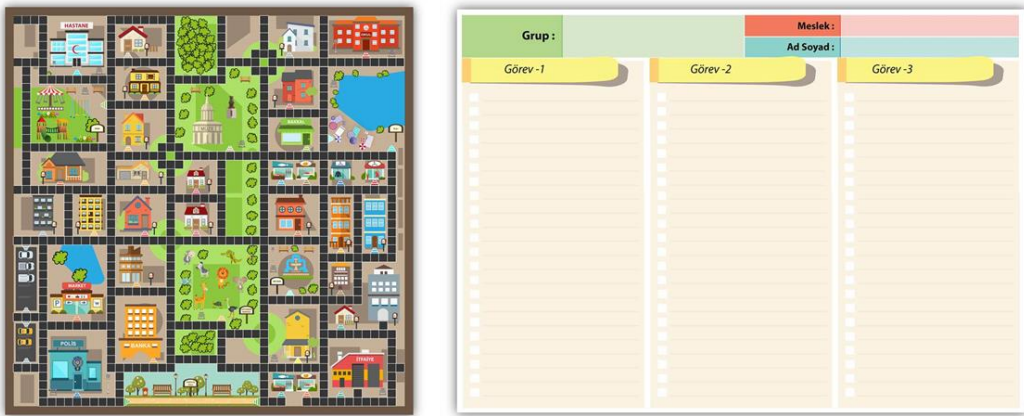 HASTANE
MARKET
POLİS
BANKA
İTFAİYE
Grup :
Meslek :
Ad Soyad :
Görev -1
Görev -2
Görev -3